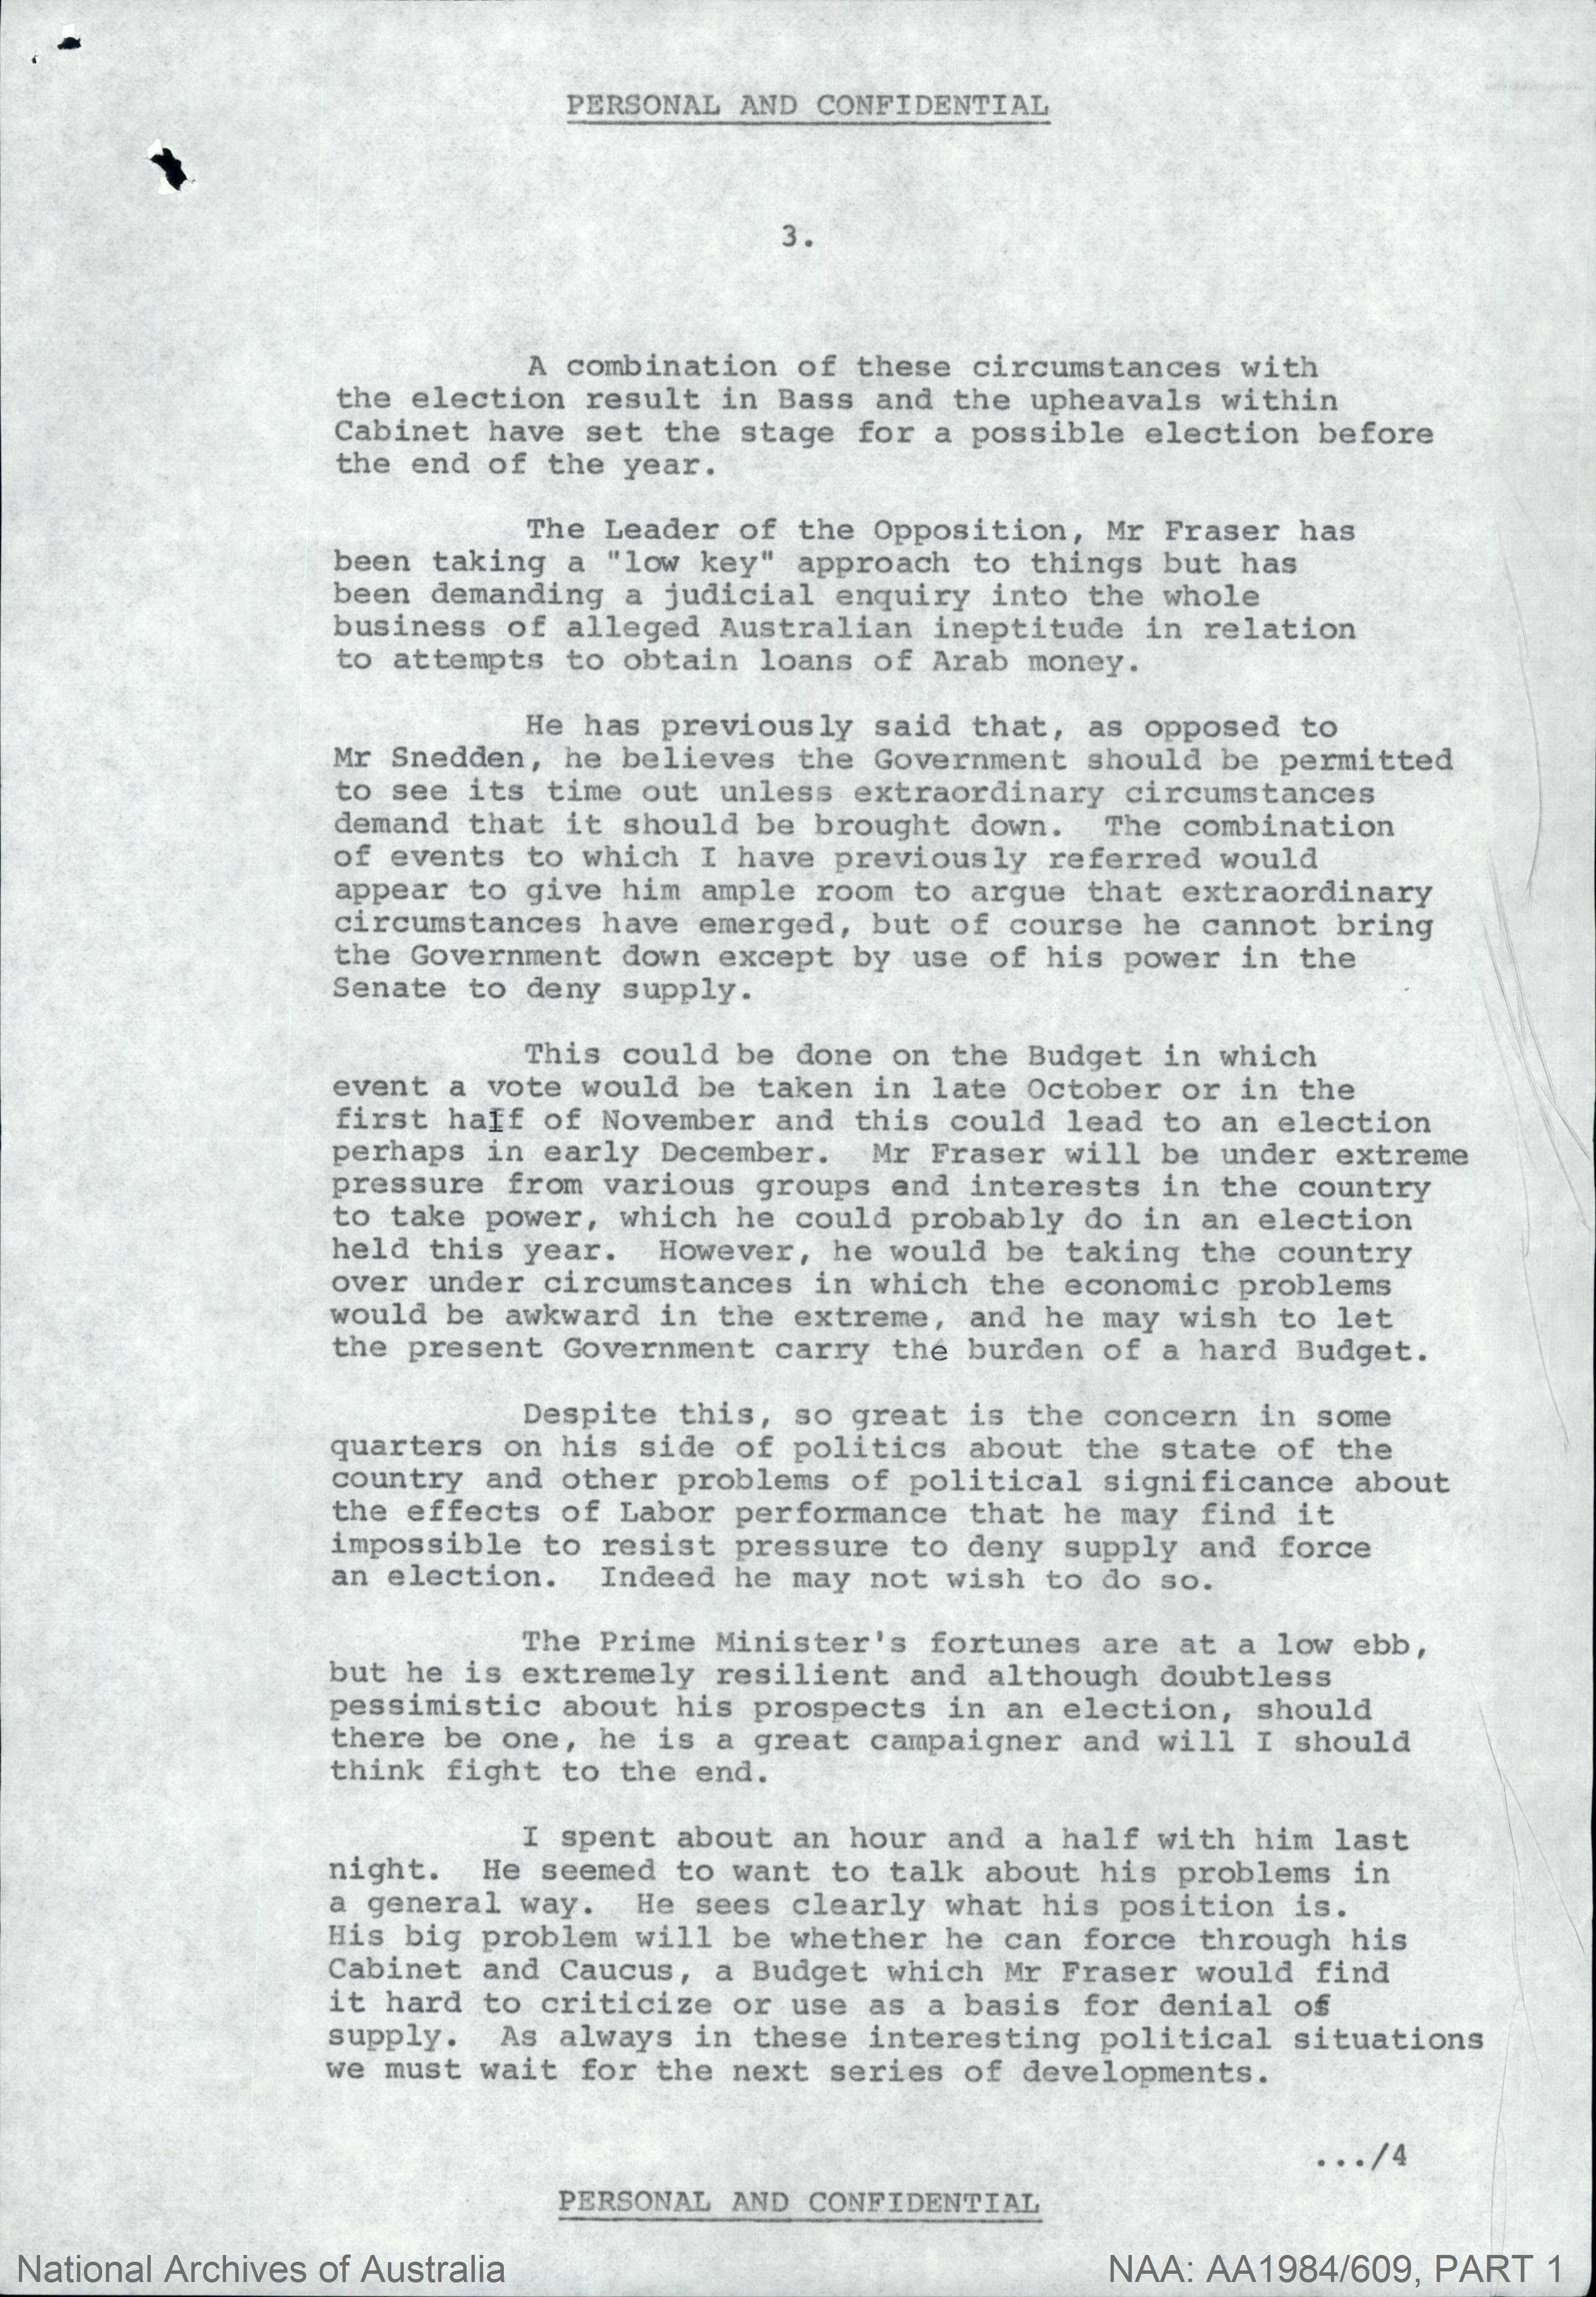 PERSONAL AND CONFIDENTIAL
3.
A combination of these circumstances with
the election result in Bass and the upheavals within
Cabinet have set the stage for a possible election before
the end of the year.
The Leader of the Opposition, Mr Fraser has
been taking a "low key" approach to things but has
been demanding a judicial enquiry into the whole
business of alleged Australian ineptitude in relation
to attempts to obtain loans of Arab money.
He has previously said that, as opposed to
Mr Snedden, he believes the Government should be permitted
to see its time out unless extraordinary circumstances
demand that it should be brought down. The combination
of events to which I have previously referred would
appear to give him ample room to argue that extraordinary
circumstances have emerged, but of course he cannot bring
the Government down except by use of his power in the
Senate to deny supply.
This could be done on the Budget in which
event a vote would be taken in late October or in the
first half of November and this could lead to an election
perhaps in early December. Mr Fraser will be under extreme
pressure from various groups and interests in the country
to take power, which he could probably do in an election
held this year. However, he would be taking the country
over under circumstances in which the economic problems
would be awkward in the extreme, and he may wish to let
the present Government carry the burden of a hard Budget.
Despite this, so great is the concern in some
quarters on his side of politics about the state of the
country and other problems of political significance about
the effects of Labor performance that he may find it
impossible to resist pressure to deny supply and force
an election. Indeed he may not wish to do so.
The Prime Minister's fortunes are at a low ebb,
but he is extremely resilient and although doubtless
pessimistic about his prospects in an election, should
there be one, he is a great campaigner and will I should
think fight to the end.
I spent about an hour and a half with him last
night. He seemed to want to talk about his problems in
a general way. He sees clearly what his position is.
His big problem will be whether he can force through his
Cabinet and Caucus, a Budget which Mr Fraser would find
it hard to criticize or use as a basis for denial of
supply. As always in these interesting political situations
we must wait for the next series of developments.
.../4
PERSONAL AND CONFIDENTIAL
National Archives of Australia
NAA: AA1984/609, PART 1